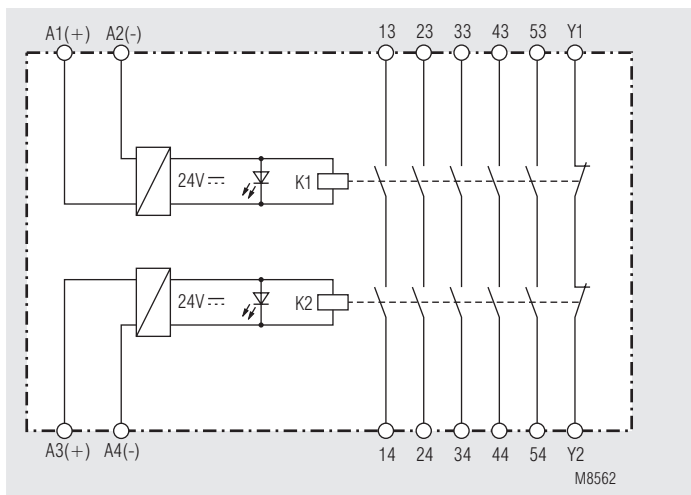 A1(+) A2(-) 13 23 33 43 53 Y1
24V K1
24V K2
A3(+) A4(-) 14 24 34 44 54 Y2
M8562